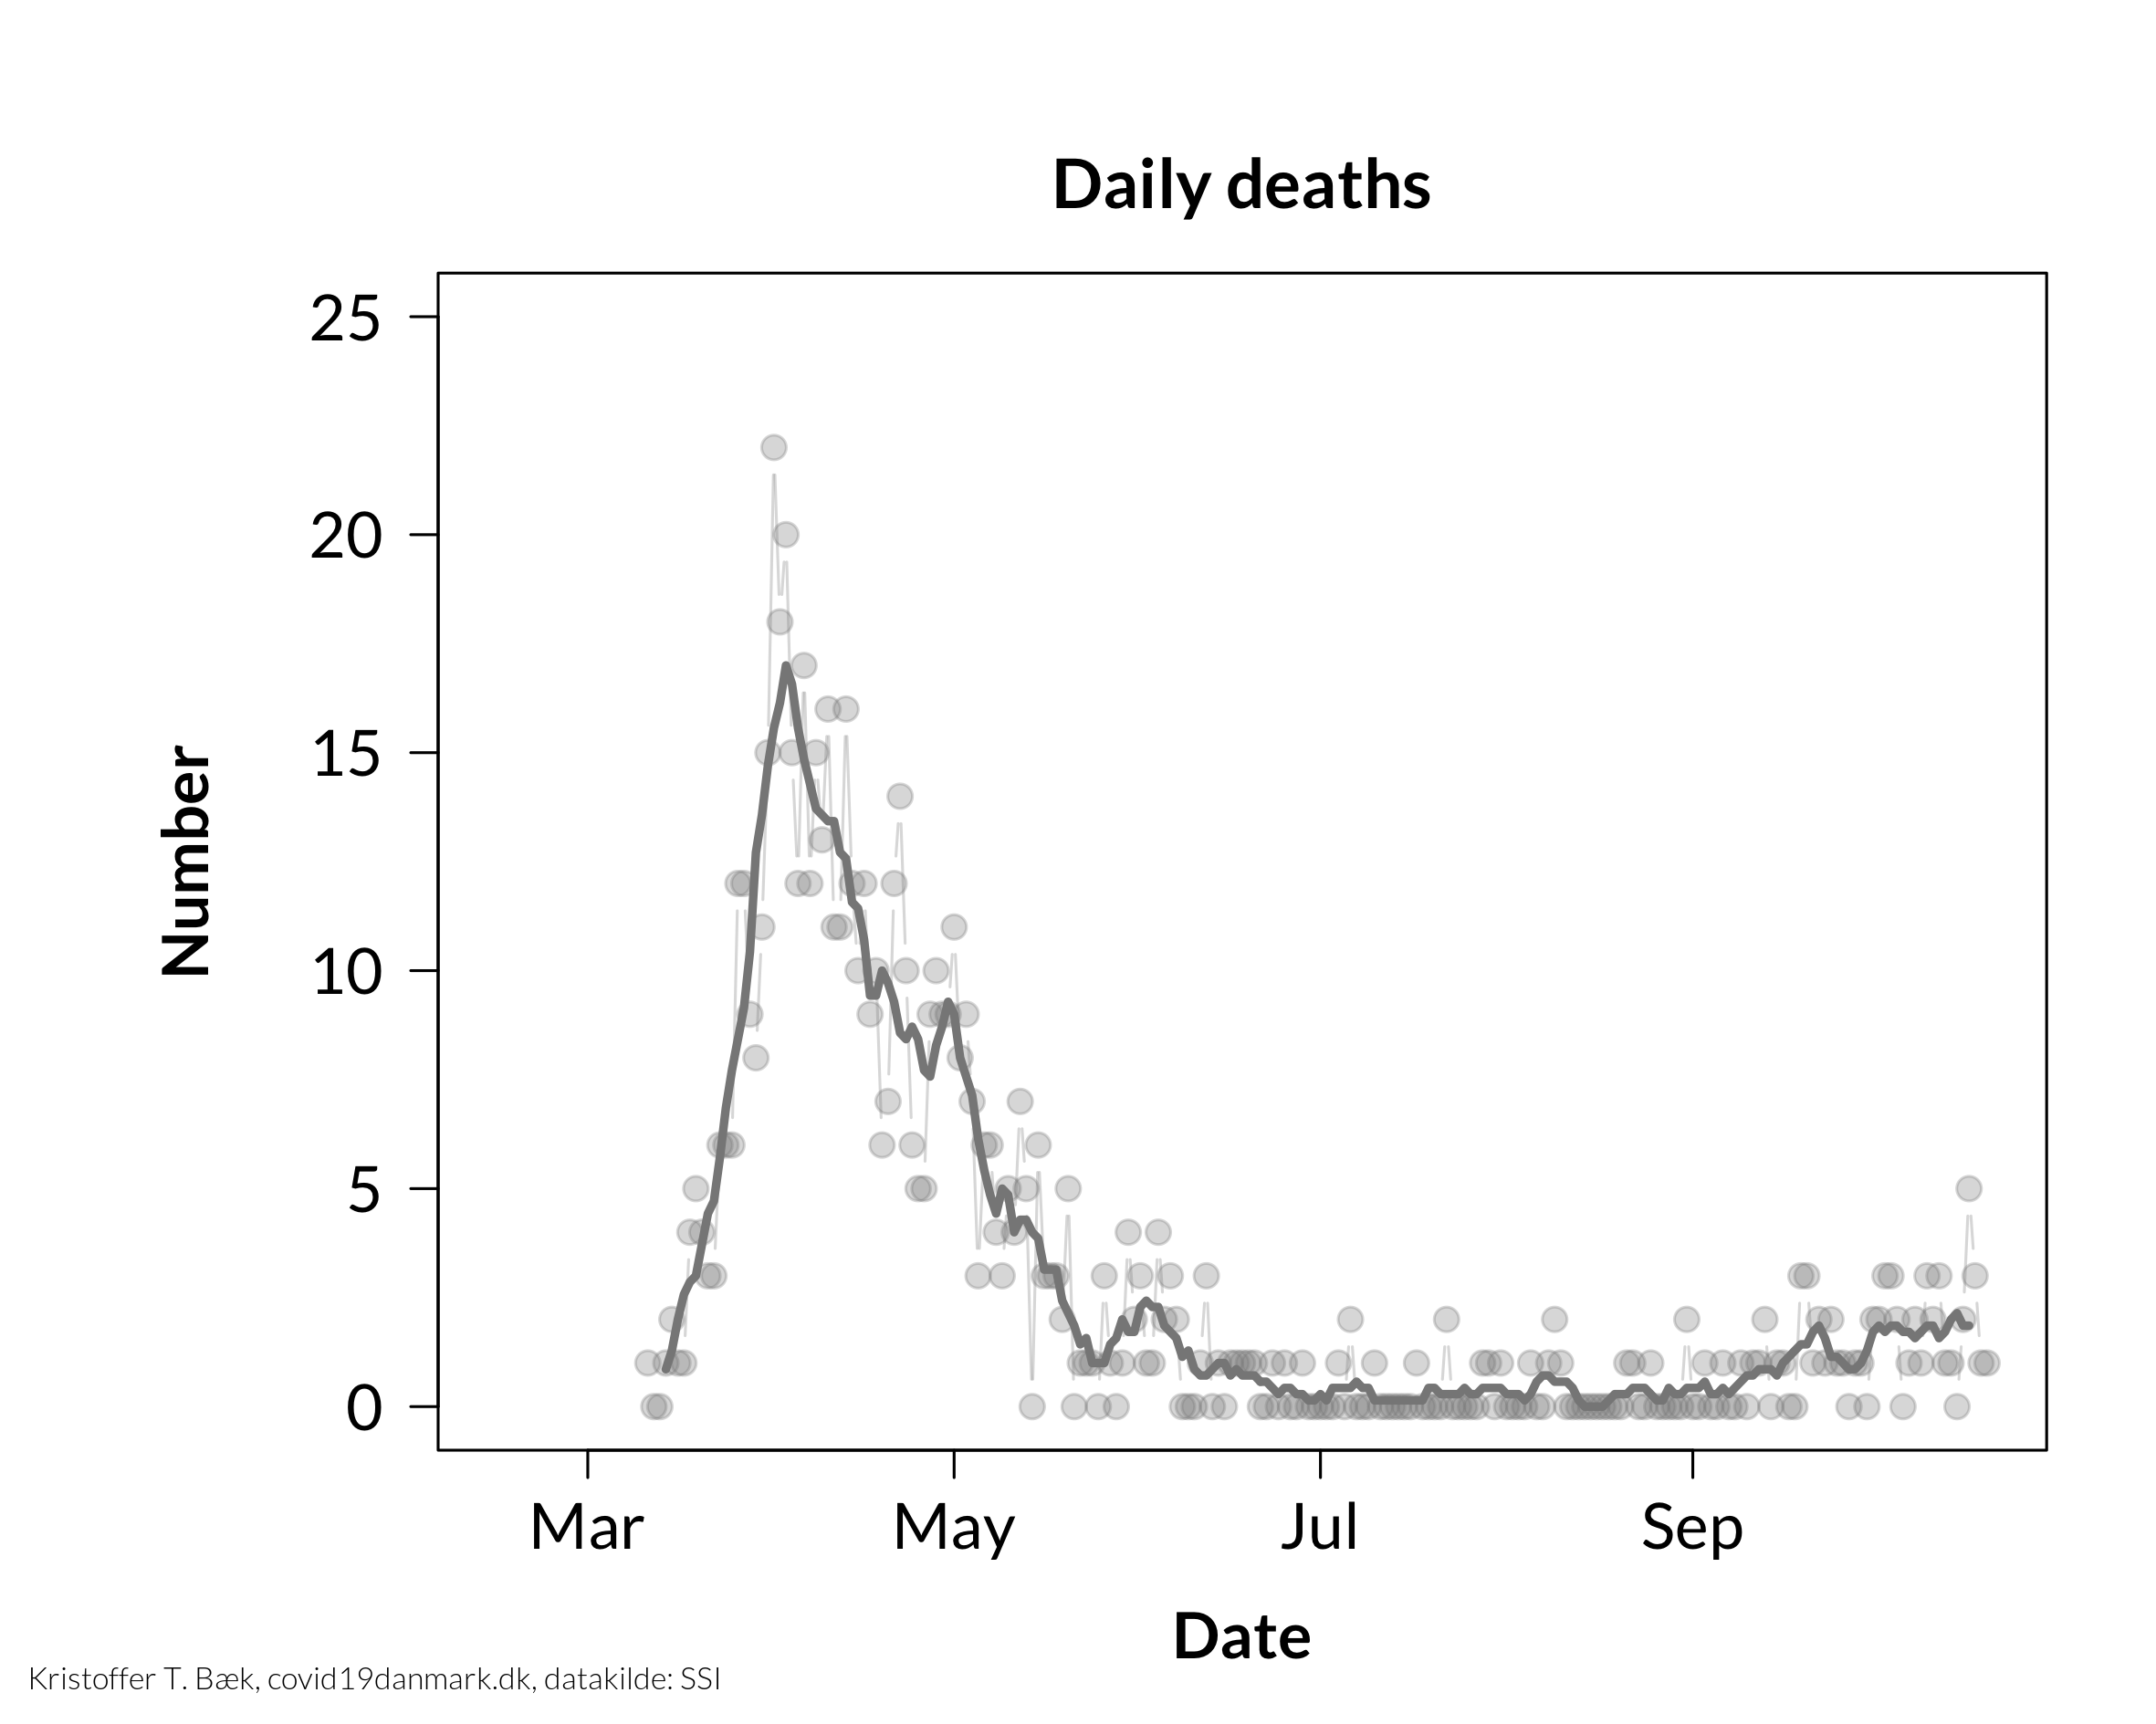 Daily deaths
25
20
15
10
5
0
Number
Mar May Jul Sep
Date
Kristoffer T. Bæk, covid19danmark.dk, datakilde: SSI